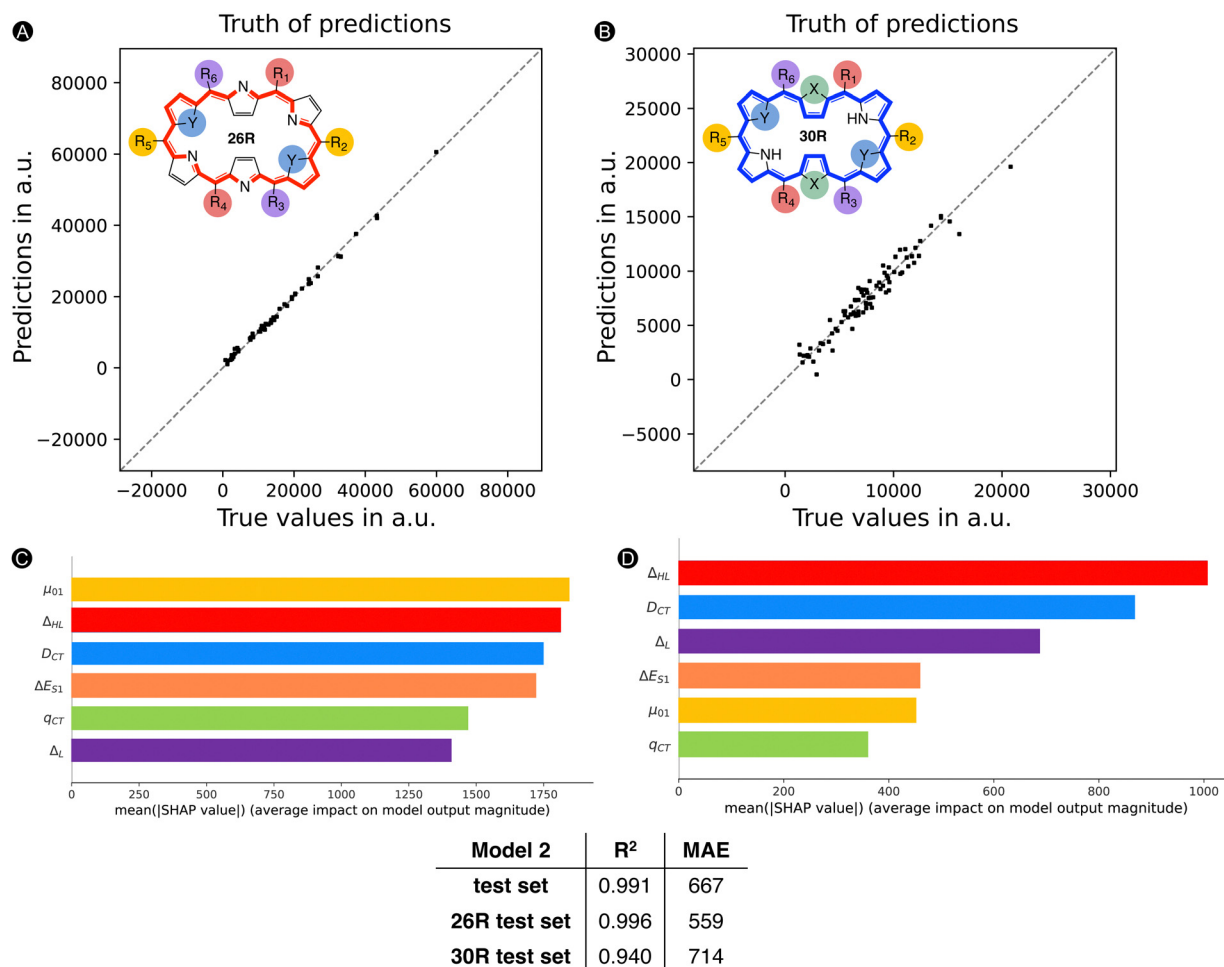 A
Truth of predictions
80000
60000
40000
20000
0
−20000
Predictions in a.u.
−20000 0 20000 40000 60000 80000
True values in a.u.
R6 N R1
Y N
R5 26R R2
N Y
N
R4 R3
B
Truth of predictions
30000
25000
20000
15000
10000
5000
0
−5000
Predictions in a.u.
0 10000 20000 30000
True values in a.u.
R6 X R1
Y HN
R5 30R R2
NH Y
X
R4 R3
C
μ01
ΔHL
DCT
ΔES1
qCT
ΔL
0 250 500 750 1000 1250 1500 1750
mean(|SHAP value|) (average impact on model output magnitude)
D
ΔHL
DCT
ΔL
ΔES1
μ01
qCT
0 200 400 600 800 1000
mean(|SHAP value|) (average impact on model output magnitude)
Model 2 R² MAE
test set 0.991 667
26R test set 0.996 559
30R test set 0.940 714